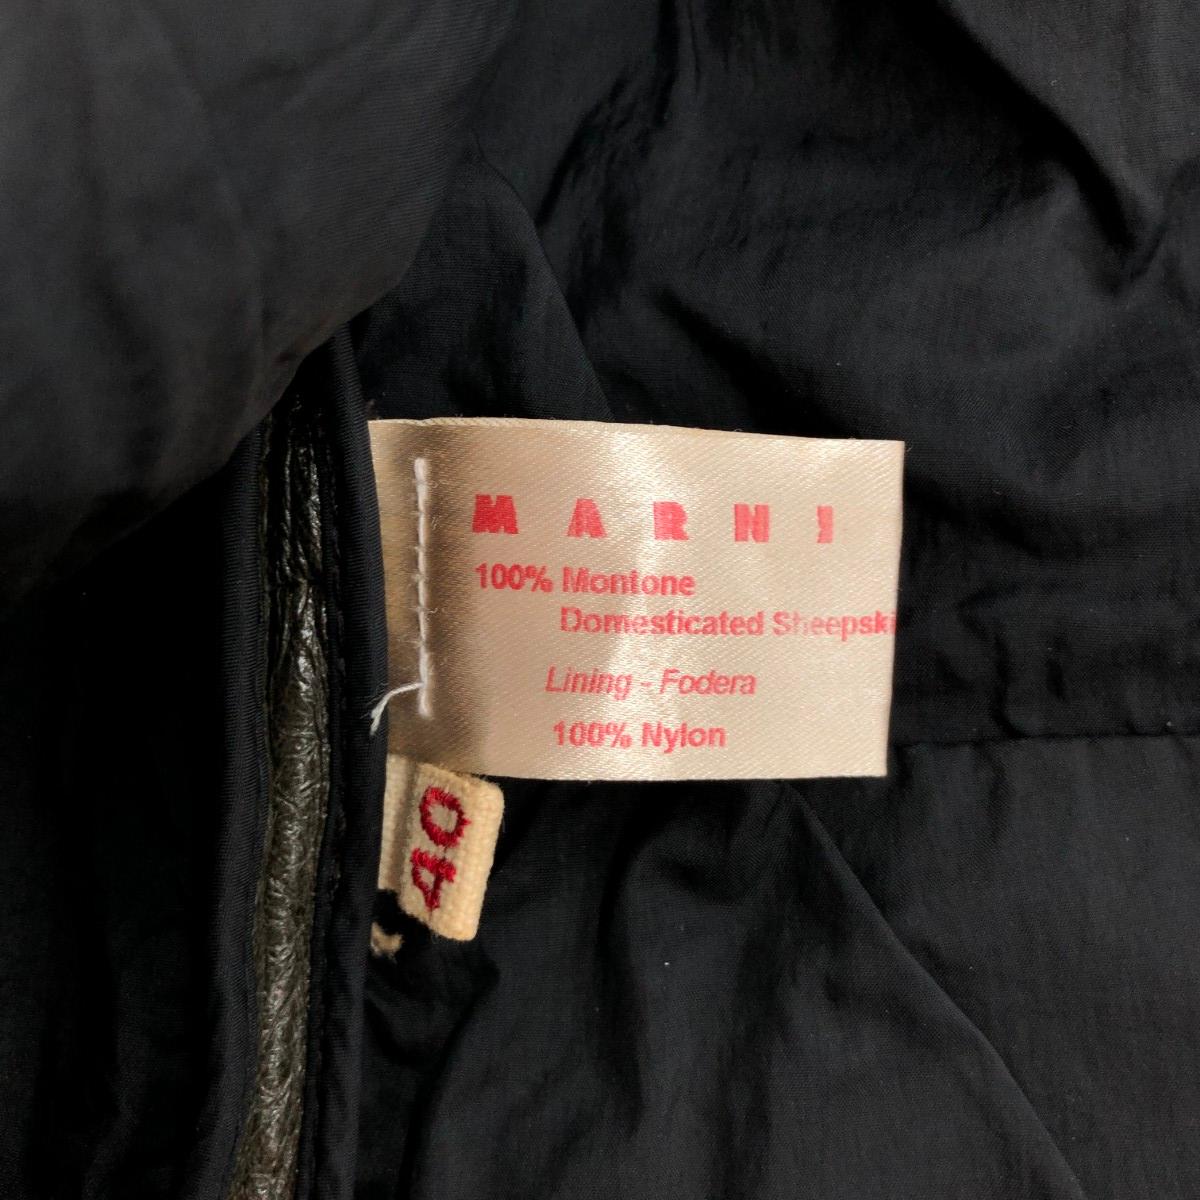 MARNI
100% Montone
Domesticated Sheepski
Lining - Fodera
100% Nylon
40